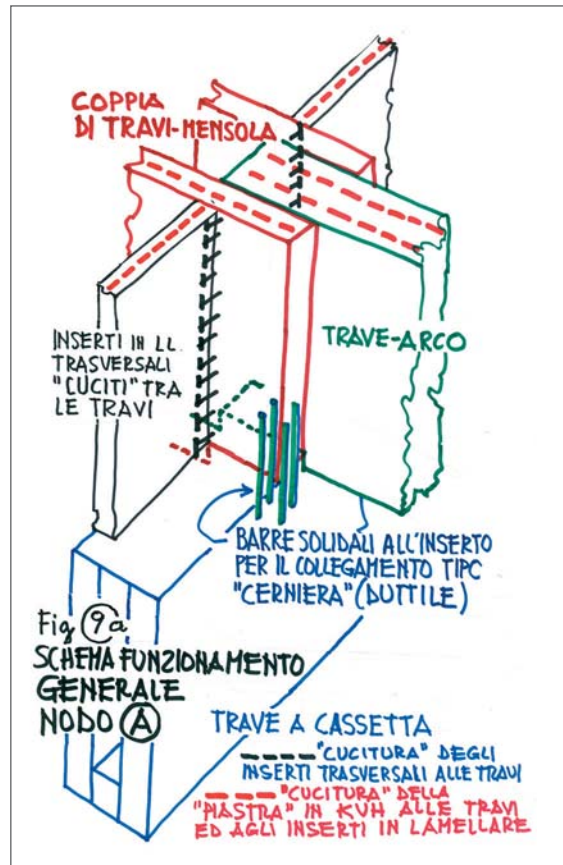 COPPIA
DI TRAVI-MENSOLA
INSERTI IN LL
TRASVERSALI
"CUCITI" TRA
LE TRAVI
TRAVE-ARCO
BARRE SOLIDALI ALL'INSERTO
PER IL COLLEGAMENTO TIPO
"CERNIERA" (DUTTILE)
Fig 9a
SCHEMA FUNZIONAMENTO
GENERALE
NODO A
TRAVE A CASSETTA
"CUCITURA" DEGLI
INSERTI TRASVERSALI ALLE TRAVI
"CUCITURA" DELLA
"PIASTRA" IN KVH ALLE TRAVI
ED AGLI INSERTI IN LAMELLARE